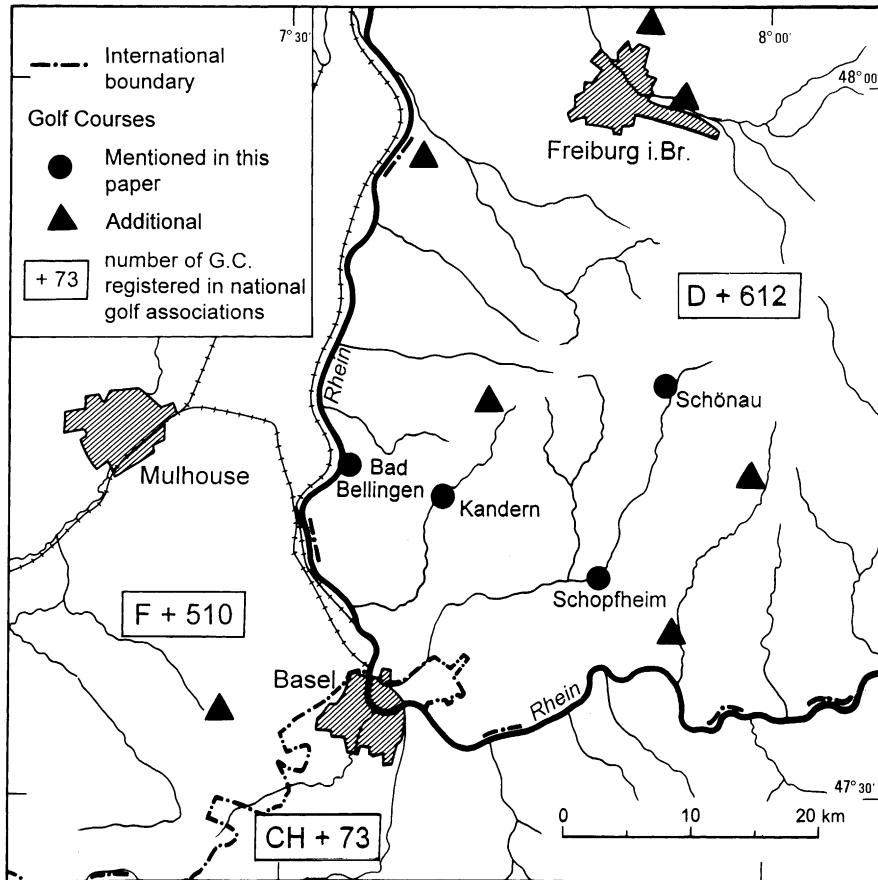 International
boundary
Golf Courses
Mentioned in this
paper
Additional
+ 73
number of G.C.
registered in national
golf associations
7° 30'
8° 00'
48° 00'
Freiburg i.Br.
D + 612
Rhein
Schönau
Mulhouse
Bad
Bellingen
Kandern
Schopfheim
F + 510
Basel
Rhein
47° 30'
CH + 73
0 10 20 km